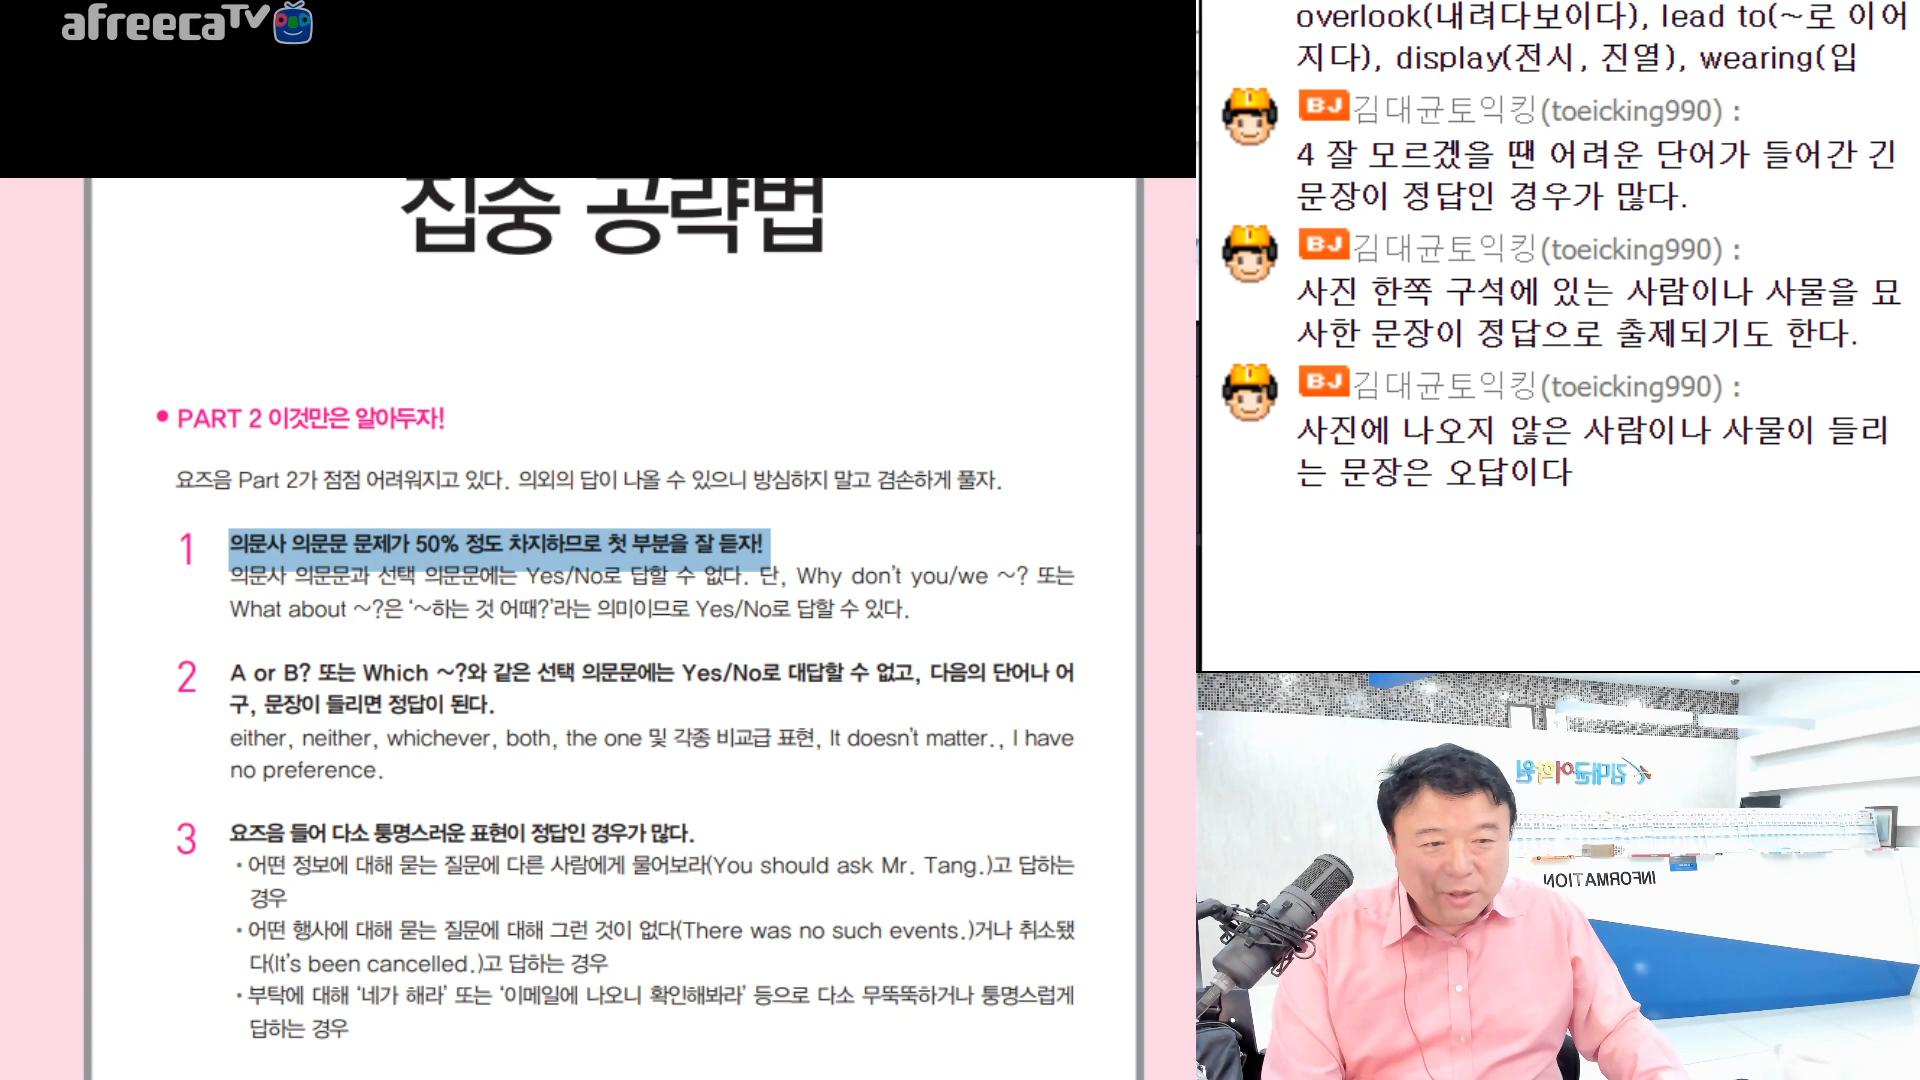 afreecaTV
집중 공략법
• PART 2 이것만은 알아두자!
요즈음 Part 2가 점점 어려워지고 있다. 의외의 답이 나올 수 있으니 방심하지 말고 겸손하게 풀자.
1 의문사 의문문 문제가 50% 정도 차지하므로 첫 부분을 잘 듣자!
의문사 의문문과 선택 의문문에는 Yes/No로 답할 수 없다. 단, Why don't you/we ~? 또는
What about ~?은 '~하는 것 어때?'라는 의미이므로 Yes/No로 답할 수 있다.
2 A or B? 또는 Which ~?와 같은 선택 의문문에는 Yes/No로 대답할 수 없고, 다음의 단어나 어
구, 문장이 들리면 정답이 된다.
either, neither, whichever, both, the one 및 각종 비교급 표현, It doesn't matter., I have
no preference.
3 요즈음 들어 다소 퉁명스러운 표현이 정답인 경우가 많다.
• 어떤 정보에 대해 묻는 질문에 다른 사람에게 물어보라(You should ask Mr. Tang.)고 답하는
경우
• 어떤 행사에 대해 묻는 질문에 대해 그런 것이 없다(There was no such events.)거나 취소됐
다(It's been cancelled.)고 답하는 경우
• 부탁에 대해 '네가 해라' 또는 '이메일에 나오니 확인해봐라' 등으로 다소 무뚝뚝하거나 퉁명스럽게
답하는 경우
overlook(내려다보이다), lead to(~로 이어
지다), display(전시, 진열), wearing(입
BJ 김대균토익킹(toeicking990) :
4 잘 모르겠을 땐 어려운 단어가 들어간 긴
문장이 정답인 경우가 많다.
BJ 김대균토익킹(toeicking990) :
사진 한쪽 구석에 있는 사람이나 사물을 묘
사한 문장이 정답으로 출제되기도 한다.
BJ 김대균토익킹(toeicking990) :
사진에 나오지 않은 사람이나 사물이 들리
는 문장은 오답이다
김대균어학원
INFORMATION